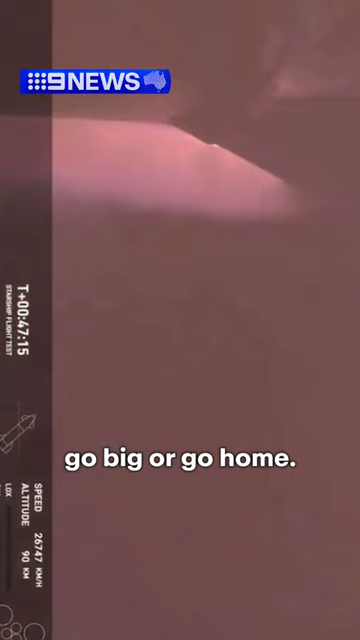 9NEWS
T+00:47:15
STARSHIP FLIGHT TEST
go big or go home.
SPEED 26747 KM/H
ALTITUDE 90 KM
LOX